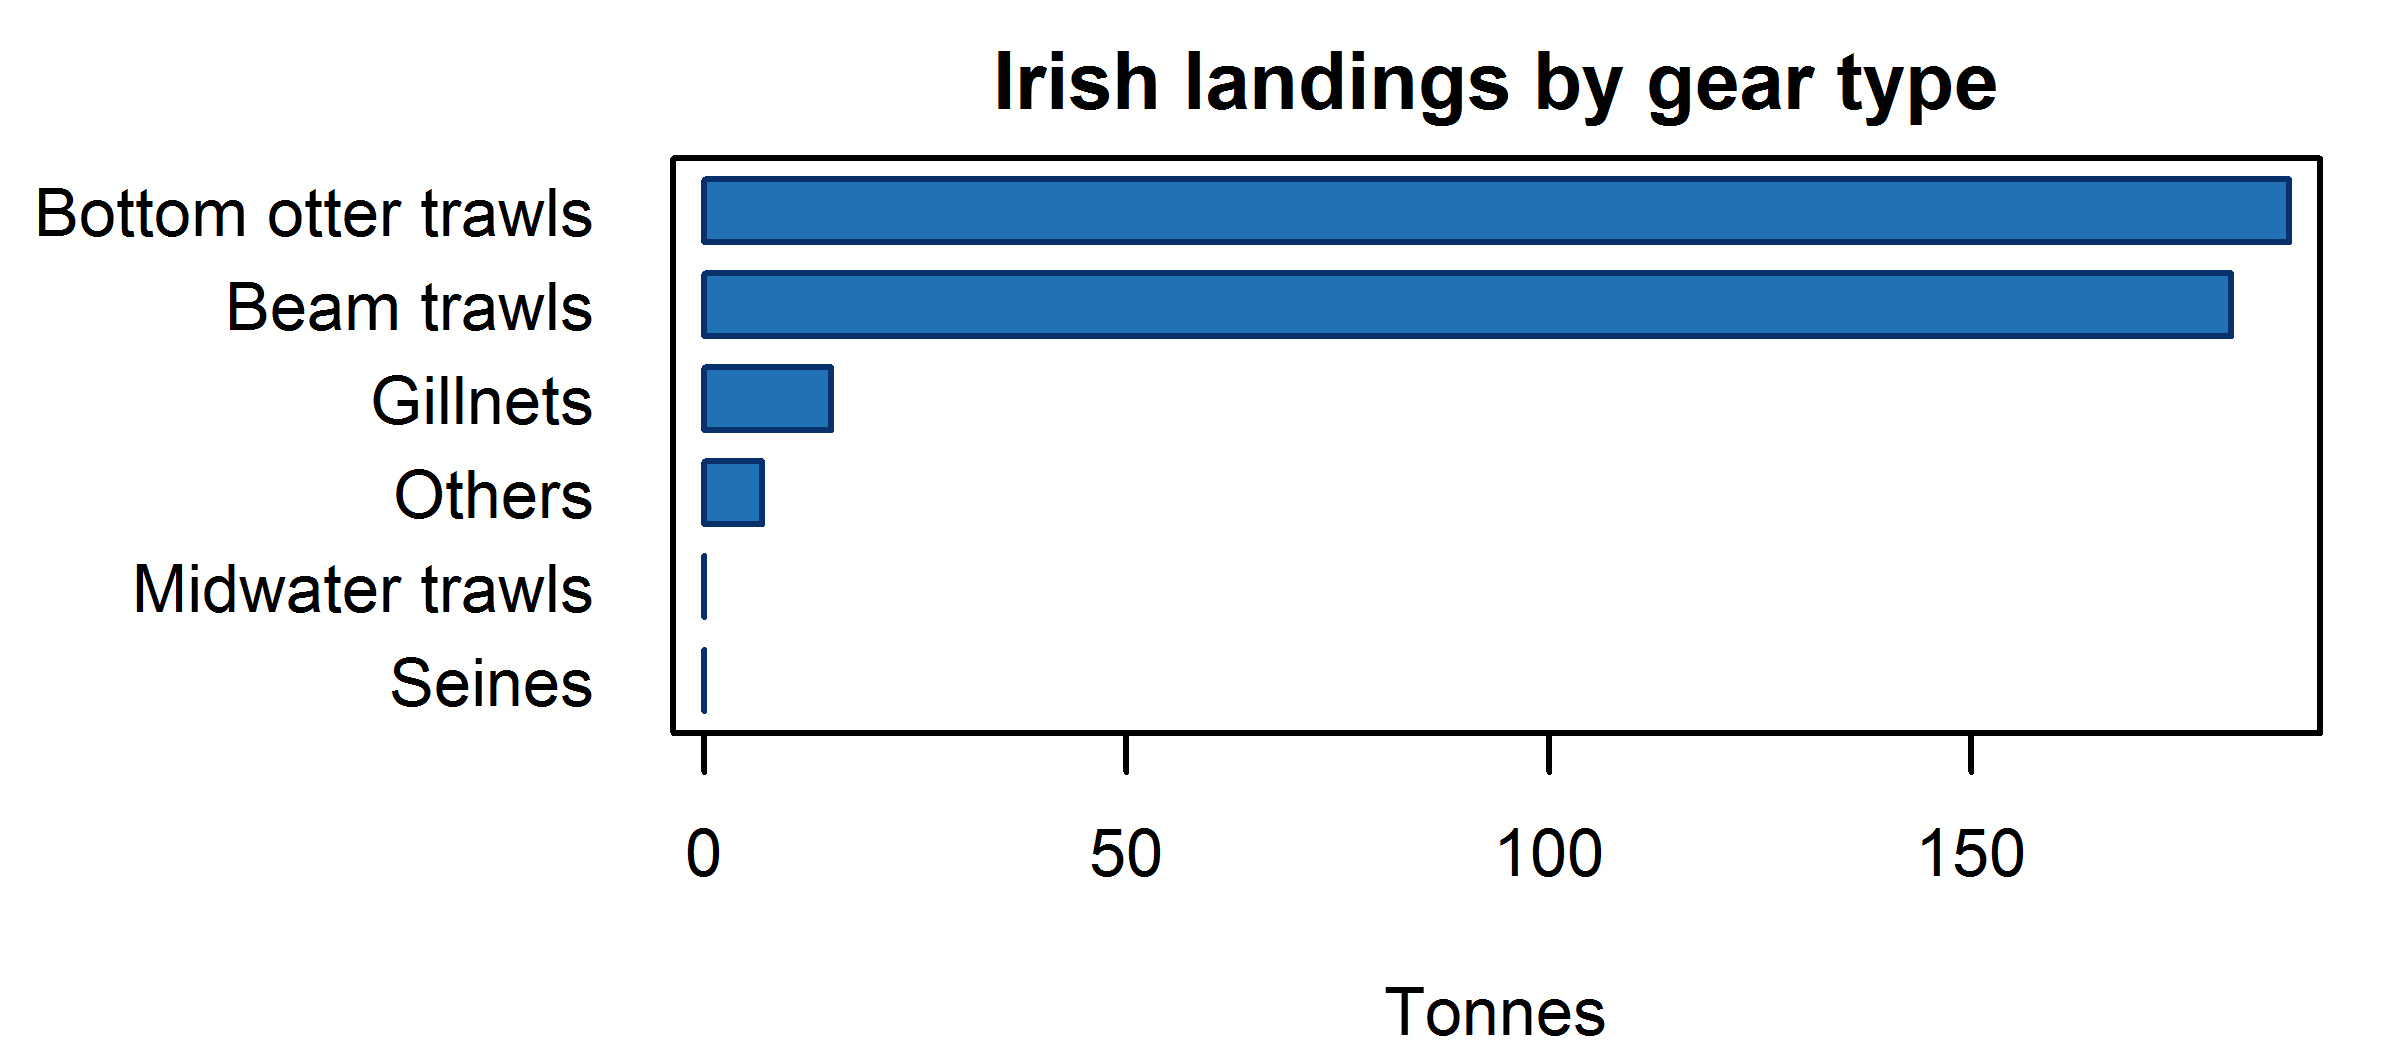 Irish landings by gear type
Bottom otter trawls
Beam trawls
Gillnets
Others
Midwater trawls
Seines
0 50 100 150
Tonnes